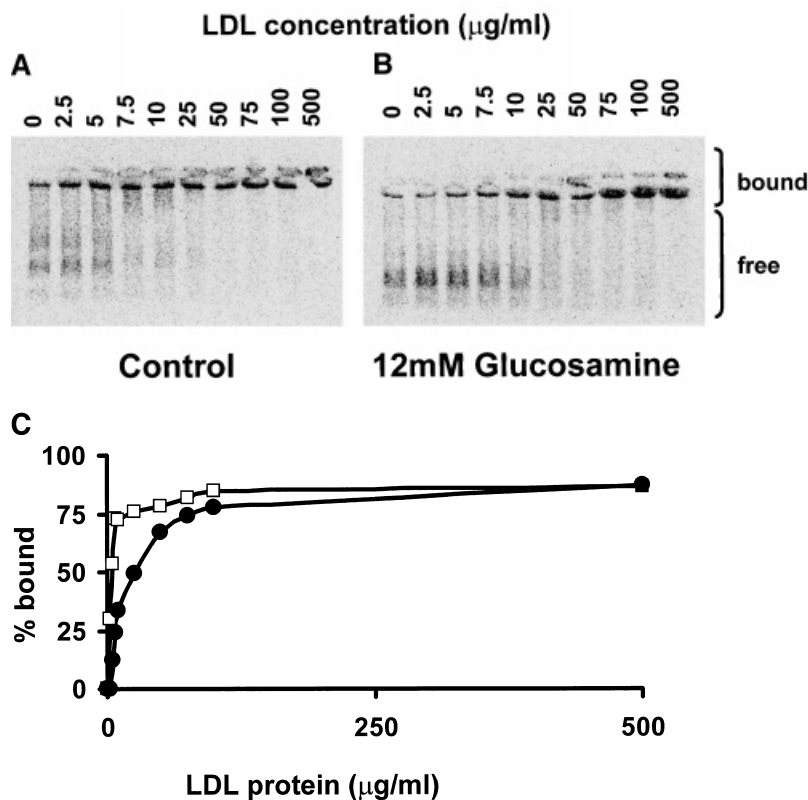 LDL concentration (μg/ml)
A
B
0 2.5 5 7.5 10 25 50 75 100 500
0 2.5 5 7.5 10 25 50 75 100 500
bound
free
Control
12mM Glucosamine
C
100
75
50
25
0
% bound
0 250 500
LDL protein (μg/ml)